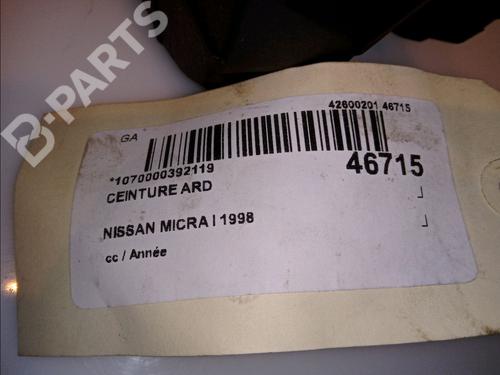 B-PARTS
42600201 46715
GA
*1070000392119
46715
CEINTURE ARD
NISSAN MICRA I 1998
cc / Année